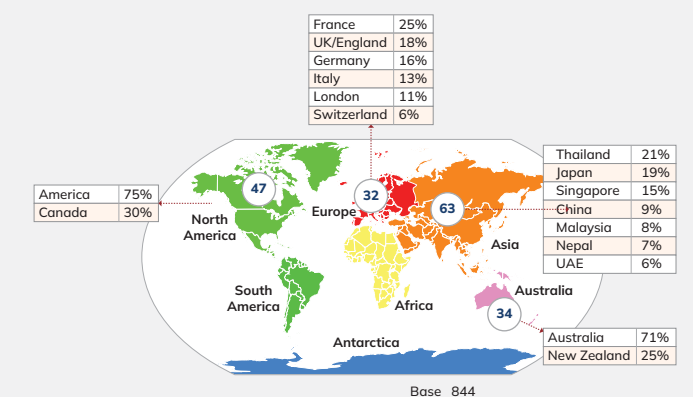 France 25%
UK/England 18%
Germany 16%
Italy 13%
London 11%
Switzerland 6%
America 75%
Canada 30%
47
32
63
34
North
America
Europe
Asia
South
America
Africa
Australia
Antarctica
Thailand 21%
Japan 19%
Singapore 15%
China 9%
Malaysia 8%
Nepal 7%
UAE 6%
Australia 71%
New Zealand 25%
Base 844